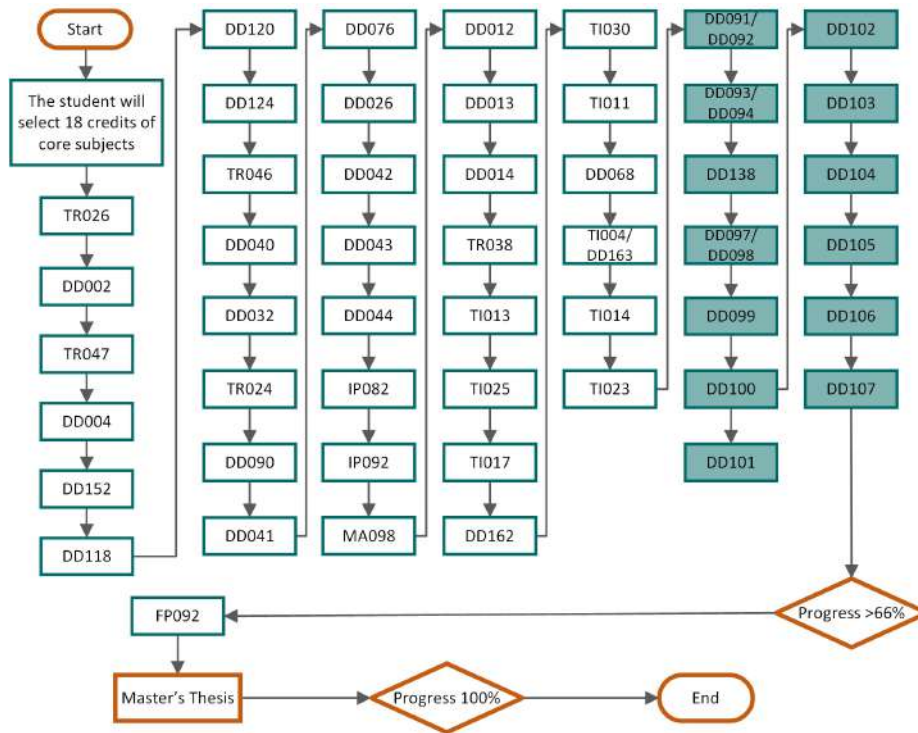 Start
The student will
select 18 credits of
core subjects
TR026
DD002
TR047
DD004
DD152
DD118
DD120
DD124
TR046
DD040
DD032
TR024
DD090
DD041
DD076
DD026
DD042
DD043
DD044
IP082
IP092
MA098
DD012
DD013
DD014
TR038
TI013
TI025
TI017
DD162
TI030
TI011
DD068
TI004/
DD163
TI014
TI023
DD091/
DD092
DD093/
DD094
DD138
DD097/
DD098
DD099
DD100
DD101
DD102
DD103
DD104
DD105
DD106
DD107
Progress >66%
FP092
Master's Thesis
Progress 100%
End